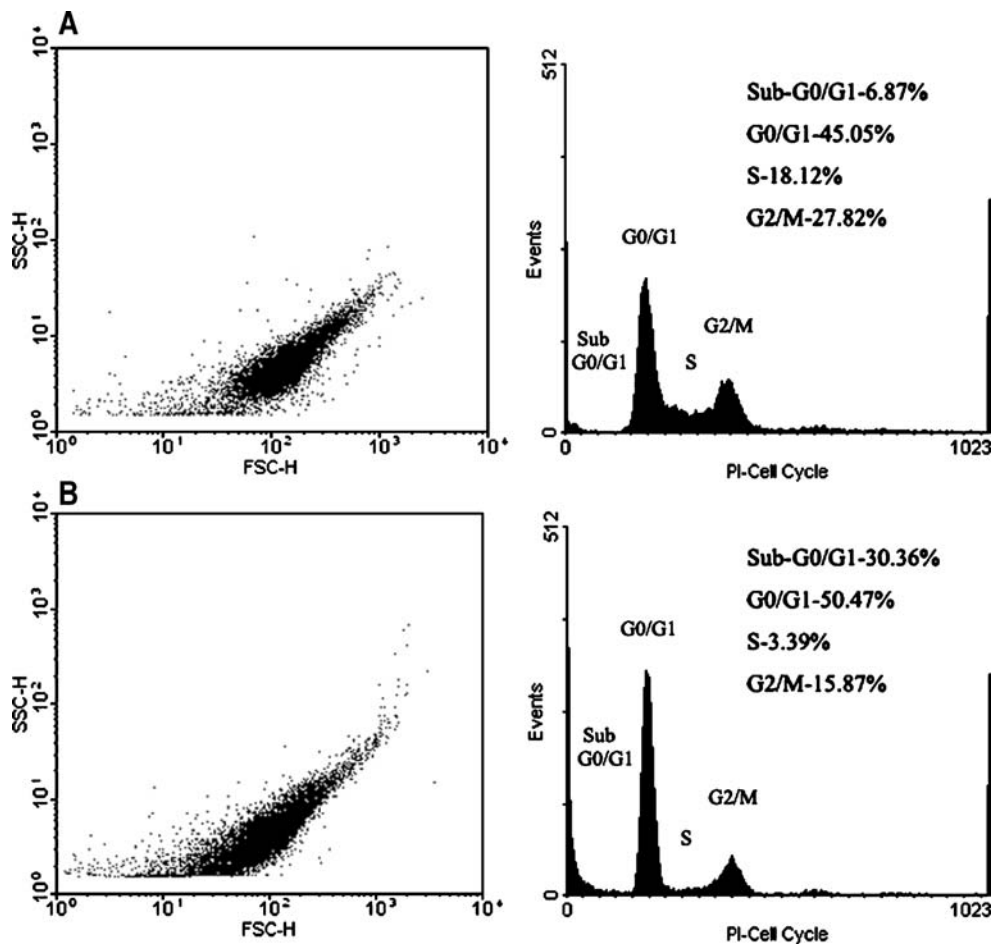 A
10⁴
10³
10²
10¹
10⁰
SSC-H
10⁰ 10¹ 10² 10³ 10⁴
FSC-H
512
Events
0
Sub-G0/G1-6.87%
G0/G1-45.05%
S-18.12%
G2/M-27.82%
G0/G1
Sub
G0/G1
S
G2/M
0 1023
PI-Cell Cycle
B
10⁴
10³
10²
10¹
10⁰
SSC-H
10⁰ 10¹ 10² 10³ 10⁴
FSC-H
512
Events
0
Sub-G0/G1-30.36%
G0/G1-50.47%
S-3.39%
G2/M-15.87%
G0/G1
Sub
G0/G1
S
G2/M
0 1023
PI-Cell Cycle